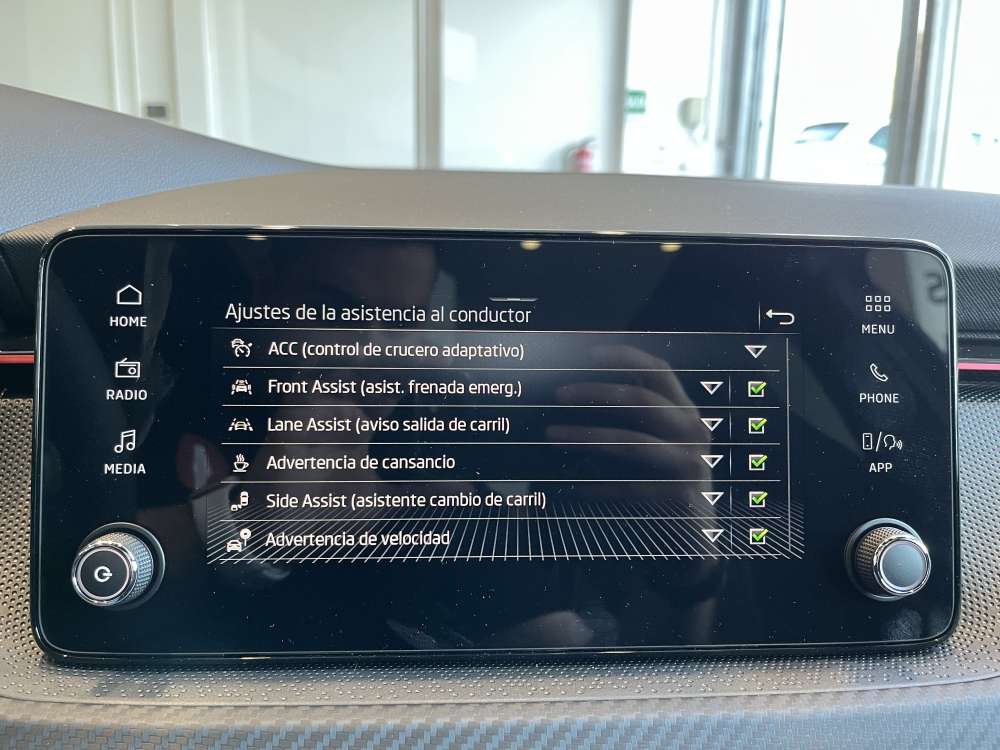 HOME
RADIO
MEDIA
Ajustes de la asistencia al conductor
ACC (control de crucero adaptativo)
Front Assist (asist. frenada emerg.)
Lane Assist (aviso salida de carril)
Advertencia de cansancio
Side Assist (asistente cambio de carril)
Advertencia de velocidad
MENU
PHONE
APP